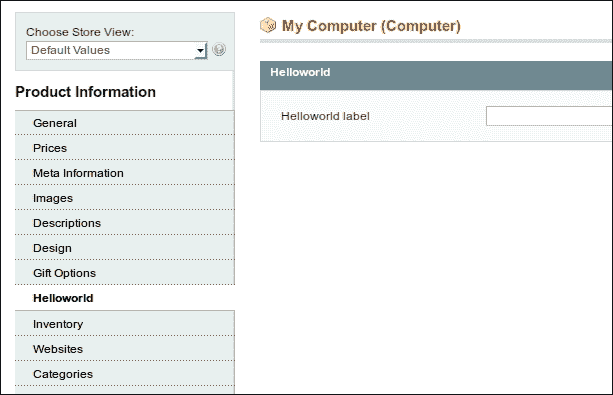 Choose Store View:
Default Values
Product Information
General
Prices
Meta Information
Images
Descriptions
Design
Gift Options
Helloworld
Inventory
Websites
Categories
My Computer (Computer)
Helloworld
Helloworld label